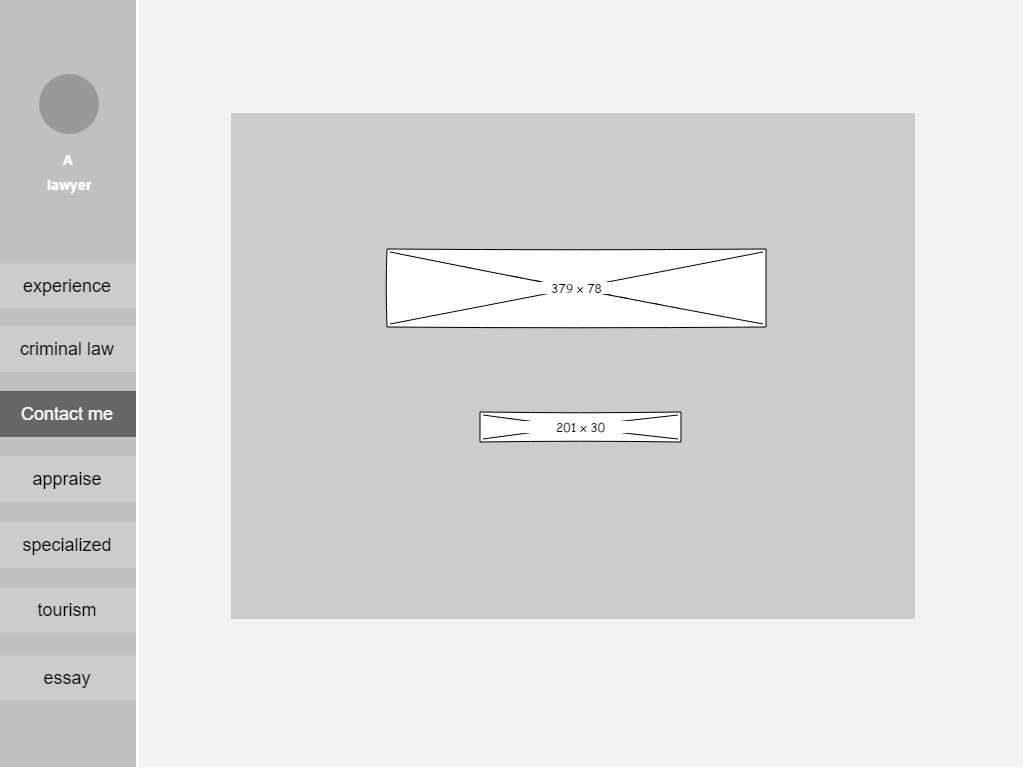 A
lawyer
experience
criminal law
Contact me
appraise
specialized
tourism
essay
379 x 78
201 x 30